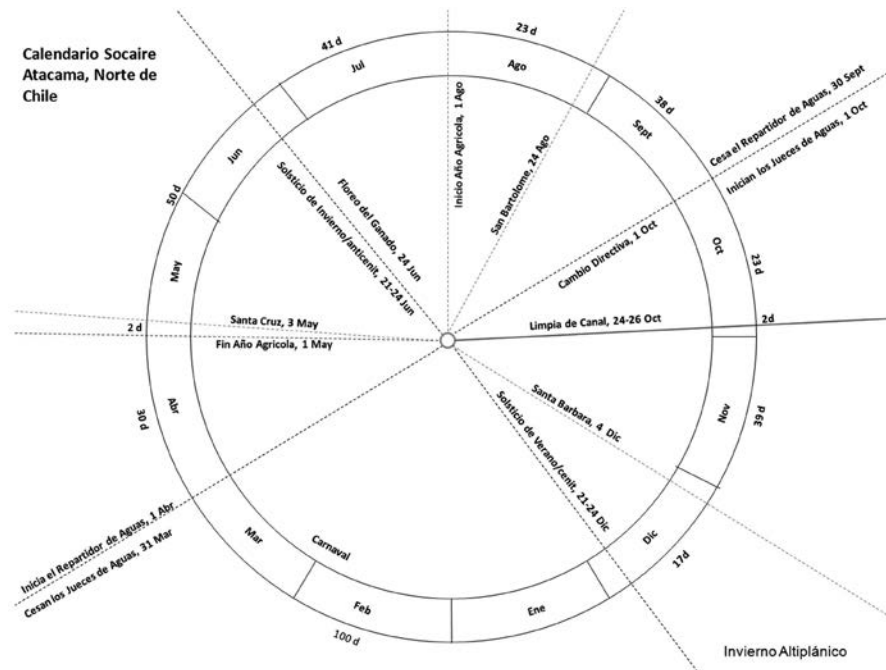 Calendario Socaire
Atacama, Norte de
Chile
41 d
23 d
Jul
Ago
38 d
Sept
Cesa el Repartidor de Aguas, 30 Sept
Inician los Jueces de Aguas, 1 Oct
Jun
50 d
Inicio Año Agricola, 1 Ago
San Bartolome, 24 Ago
Floreo del Ganado, 24 Jun
Solsticio de Invierno/anticenit, 21-24 Jun
Cambio Directiva, 1 Oct
Oct
23 d
May
Santa Cruz, 3 May
2 d
Fin Año Agricola, 1 May
Limpia de Canal, 24-26 Oct
2d
Abr
30 d
Santa Barbara, 4 Dic
Solsticio de Verano/cenit, 21-24 Dic
Nov
39 d
Inicia el Repartidor de Aguas, 1 Abr
Cesan los Jueces de Aguas, 31 Mar
Mar
Carnaval
Dic
17d
Feb
Ene
100 d
Invierno Altiplánico